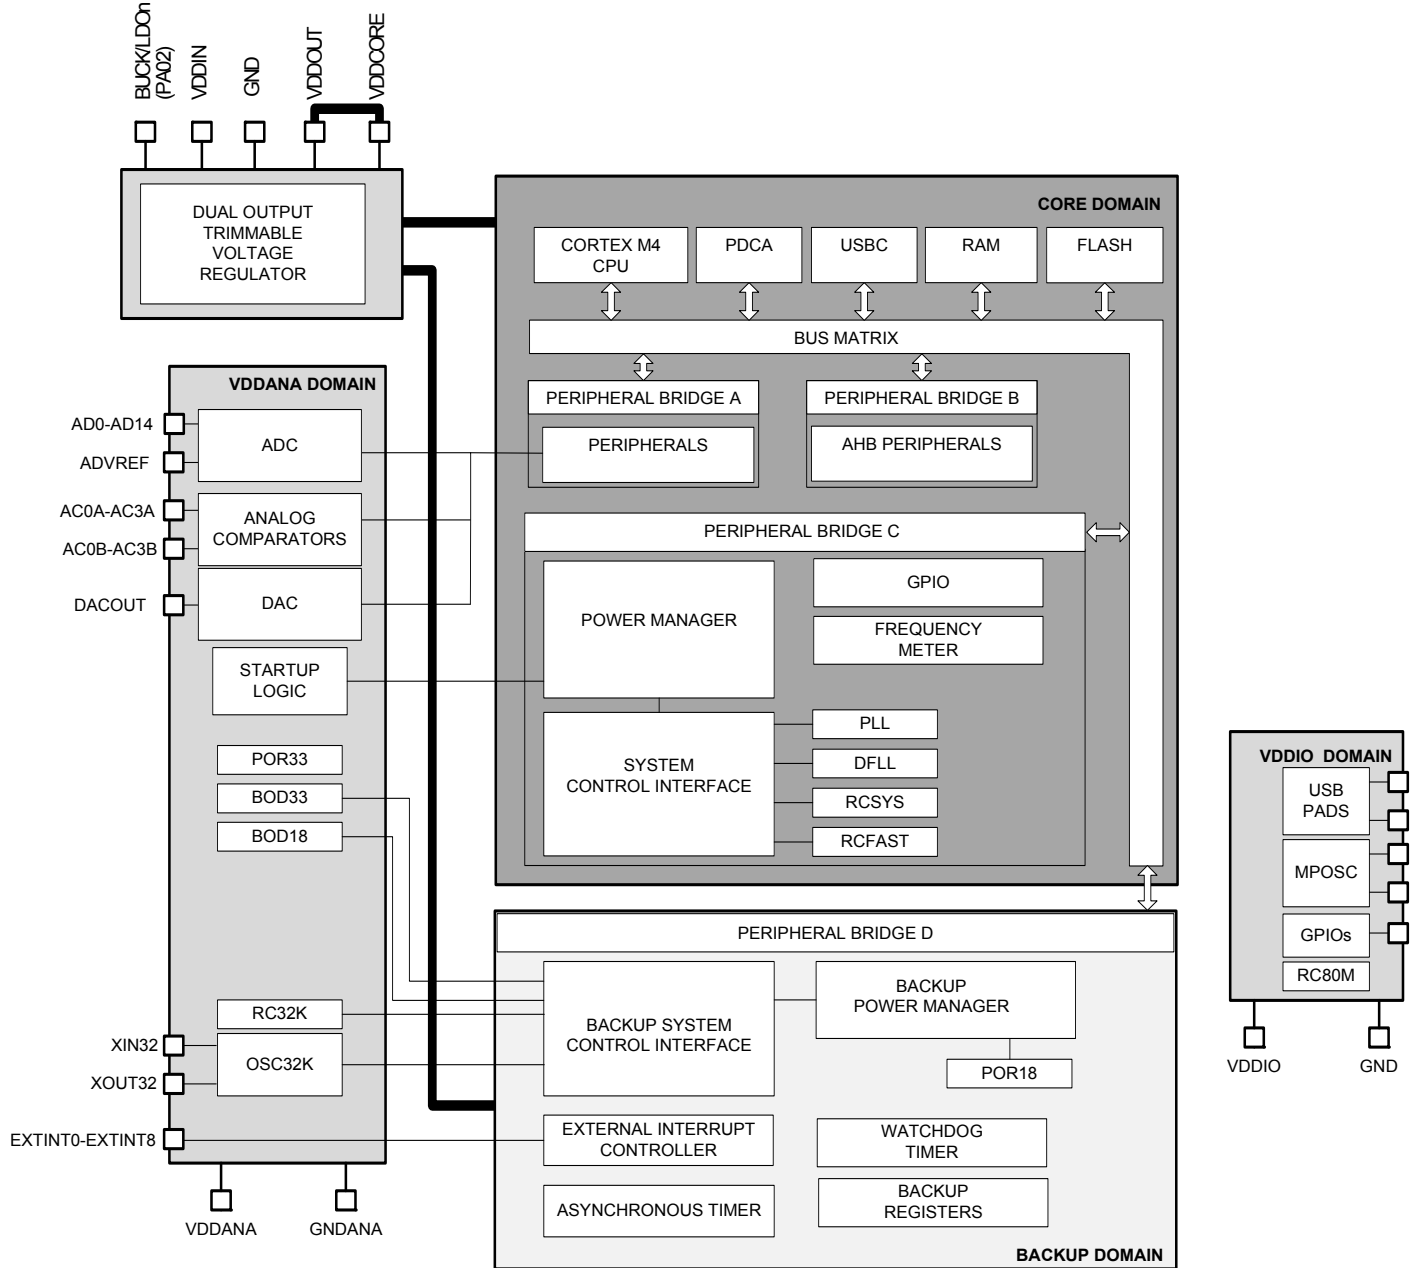 BUCK/LDOn
(PA02)
VDDIN
GND
VDDOUT
VDDCORE
DUAL OUTPUT
TRIMMABLE
VOLTAGE
REGULATOR
CORE DOMAIN
CORTEX M4
CPU
PDCA
USBC
RAM
FLASH
BUS MATRIX
PERIPHERAL BRIDGE A
PERIPHERALS
PERIPHERAL BRIDGE B
AHB PERIPHERALS
PERIPHERAL BRIDGE C
POWER MANAGER
GPIO
FREQUENCY
METER
SYSTEM
CONTROL INTERFACE
PLL
DFLL
RCSYS
RCFAST
VDDANA DOMAIN
AD0-AD14
ADVREF
ADC
AC0A-AC3A
AC0B-AC3B
ANALOG
COMPARATORS
DACOUT
DAC
STARTUP
LOGIC
POR33
BOD33
BOD18
RC32K
XIN32
XOUT32
OSC32K
EXTINT0-EXTINT8
VDDANA
GNDANA
PERIPHERAL BRIDGE D
BACKUP SYSTEM
CONTROL INTERFACE
BACKUP
POWER MANAGER
POR18
EXTERNAL INTERRUPT
CONTROLLER
WATCHDOG
TIMER
ASYNCHRONOUS TIMER
BACKUP
REGISTERS
BACKUP DOMAIN
VDDIO DOMAIN
USB
PADS
MPOSC
GPIOs
RC80M
VDDIO
GND